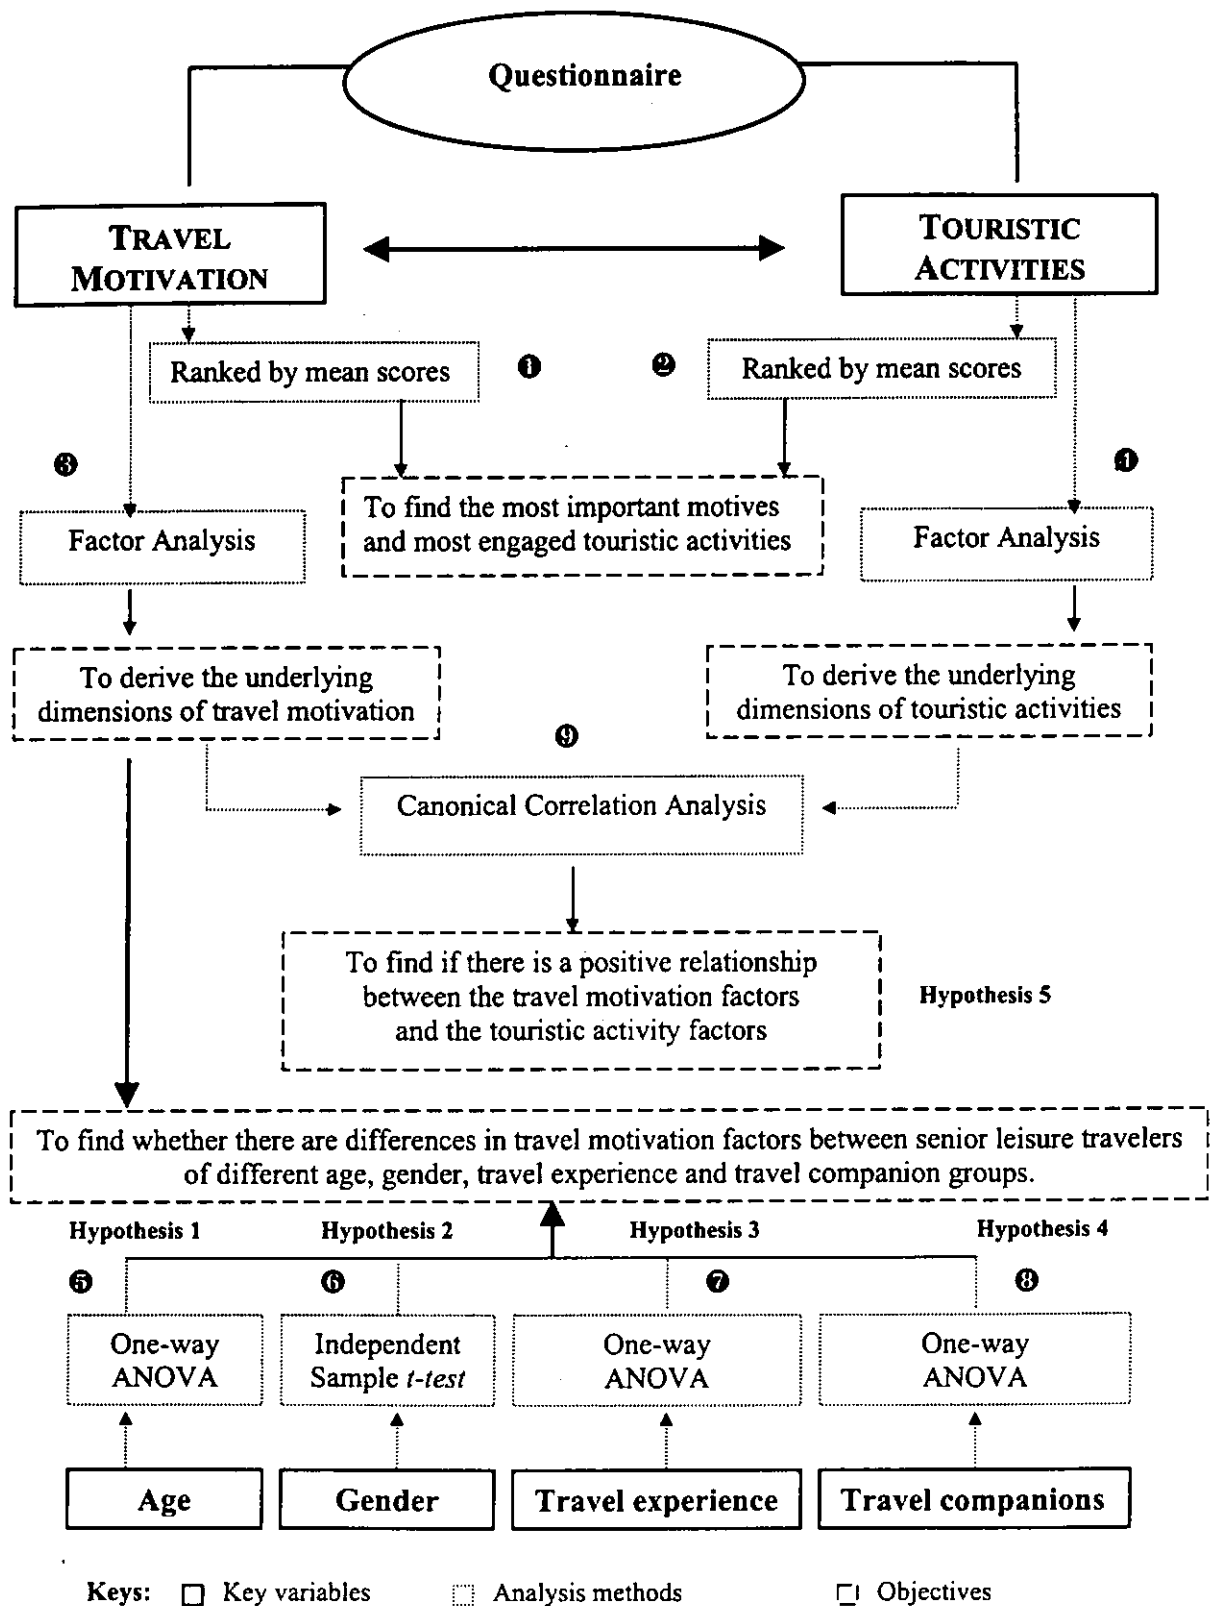 Questionnaire
TRAVEL
MOTIVATION
TOURISTIC
ACTIVITIES
Ranked by mean scores
❶
❷
Ranked by mean scores
❸
To find the most important motives
and most engaged touristic activities
Factor Analysis
Factor Analysis
To derive the underlying
dimensions of travel motivation
To derive the underlying
dimensions of touristic activities
❾
Canonical Correlation Analysis
To find if there is a positive relationship
between the travel motivation factors
and the touristic activity factors
Hypothesis 5
To find whether there are differences in travel motivation factors between senior leisure travelers
of different age, gender, travel experience and travel companion groups.
Hypothesis 1
Hypothesis 2
Hypothesis 3
Hypothesis 4
❺
❻
❼
❽
One-way
ANOVA
Independent
Sample t-test
One-way
ANOVA
One-way
ANOVA
Age
Gender
Travel experience
Travel companions
Keys: Key variables Analysis methods Objectives